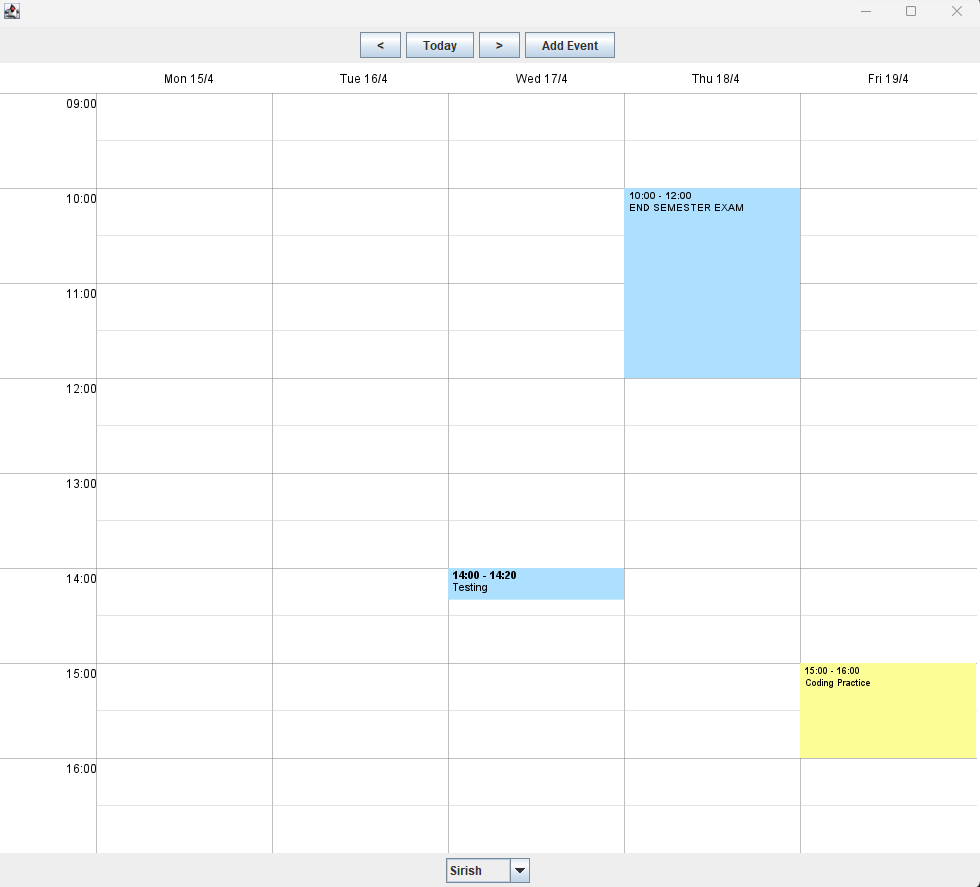 < Today > Add Event
Mon 15/4 Tue 16/4 Wed 17/4 Thu 18/4 Fri 19/4
09:00
10:00
10:00 - 12:00
END SEMESTER EXAM
11:00
12:00
13:00
14:00
14:00 - 14:20
Testing
15:00
15:00 - 16:00
Coding Practice
16:00
Sirish